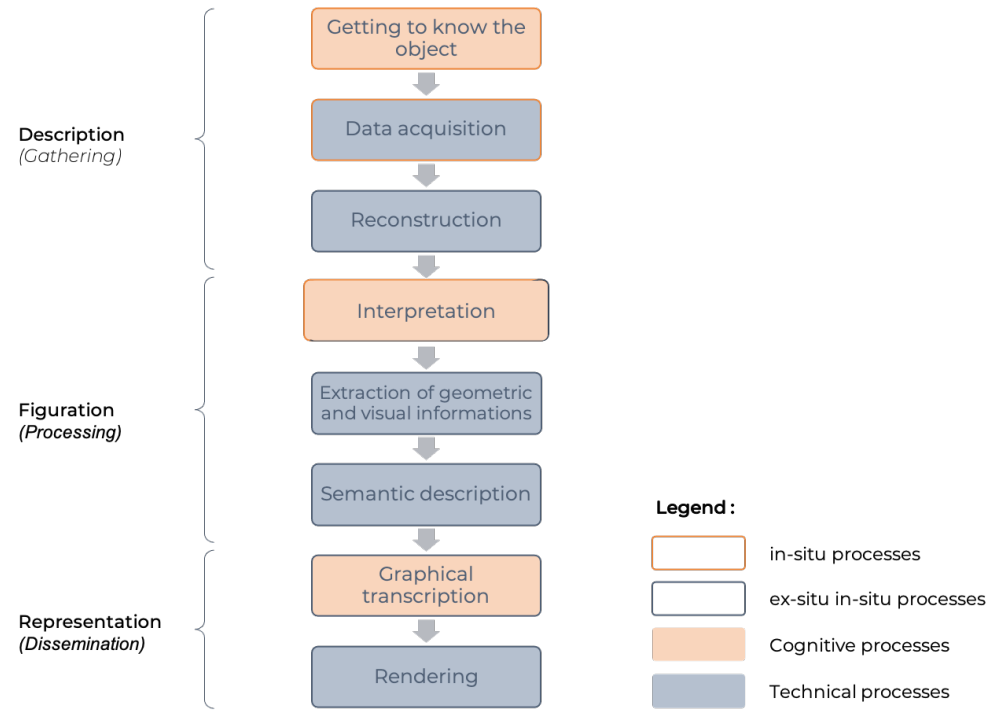 Getting to know the
object
Data acquisition
Description
(Gathering)
Reconstruction
Interpretation
Extraction of geometric
and visual informations
Figuration
(Processing)
Semantic description
Graphical
transcription
Representation
(Dissemination)
Rendering
Legend :
in-situ processes
ex-situ in-situ processes
Cognitive processes
Technical processes